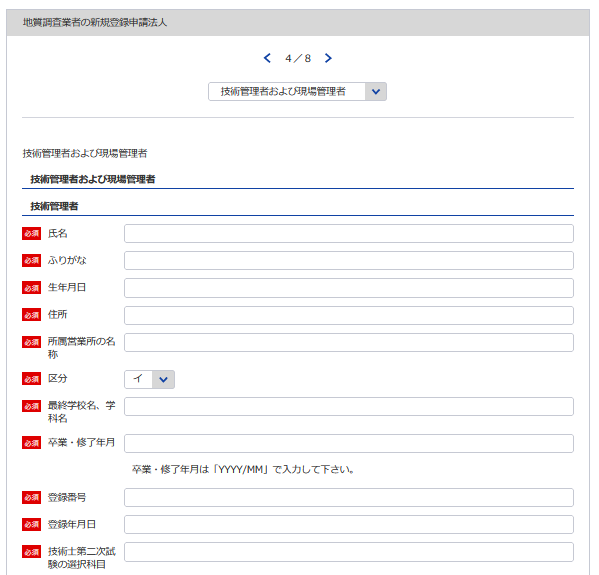 地質調査業者の新規登録申請法人
4／8
技術管理者および現場管理者
技術管理者および現場管理者
技術管理者および現場管理者
技術管理者
必須 氏名
必須 ふりがな
必須 生年月日
必須 住所
必須 所属営業所の名
称
必須 区分 イ
必須 最終学校名、学
科名
必須 卒業・修了年月
卒業・修了年月は「YYYY/MM」で入力して下さい。
必須 登録番号
必須 登録年月日
必須 技術士第二次試
験の選択科目